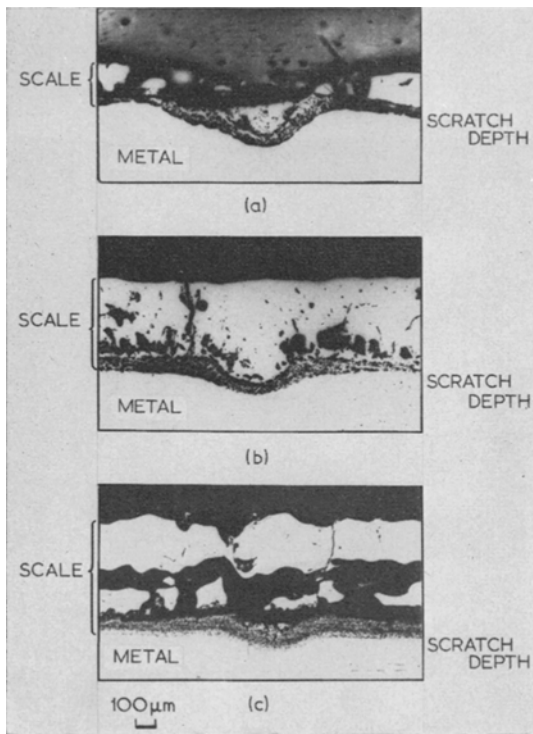 SCALE
SCRATCH
DEPTH
METAL
(a)
SCALE
SCRATCH
DEPTH
METAL
(b)
SCALE
SCRATCH
DEPTH
METAL
100μm
(c)